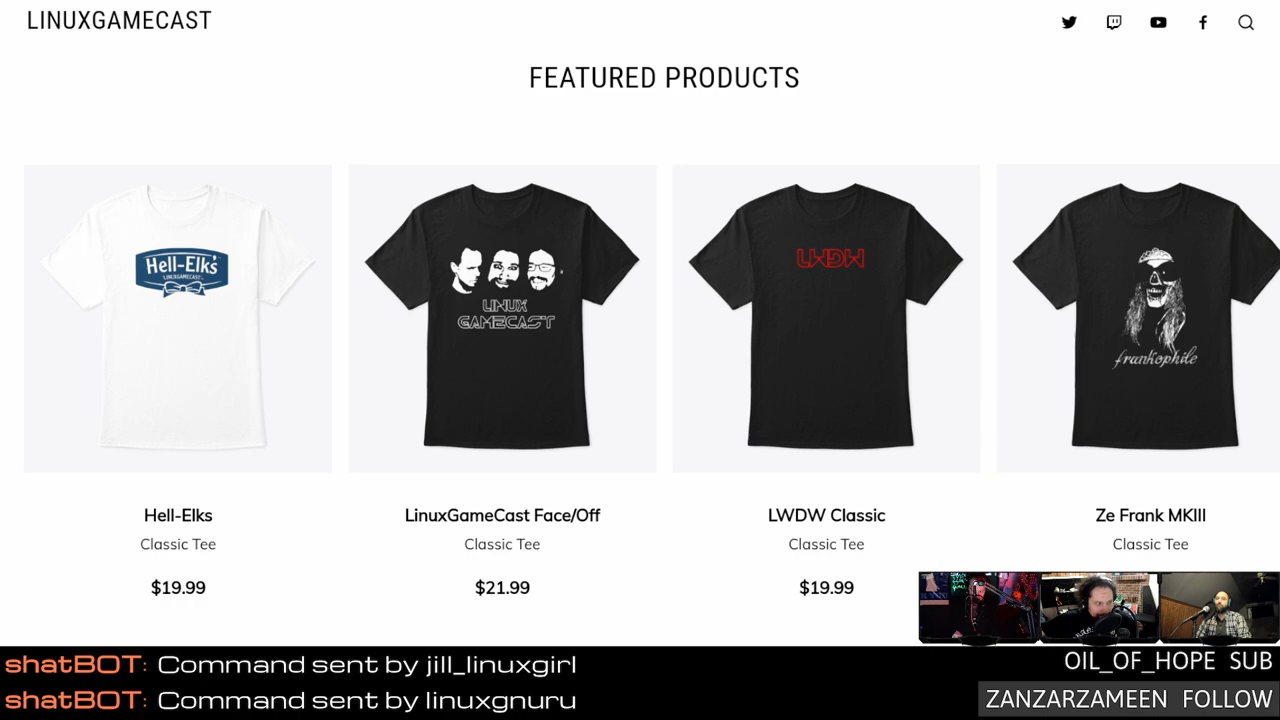 LINUXGAMECAST
FEATURED PRODUCTS
Hell-Elks
LINUXGAMECAST
LINUX
GAMECAST
LWDW
frankophile
Hell-Elks
LinuxGameCast Face/Off
LWDW Classic
Ze Frank MKIII
Classic Tee
Classic Tee
Classic Tee
Classic Tee
$19.99
$21.99
$19.99
shatBOT: Command sent by jill_linuxgirl
OIL_OF_HOPE SUB
shatBOT: Command sent by linuxgnuru
ZANZARZAMEEN FOLLOW